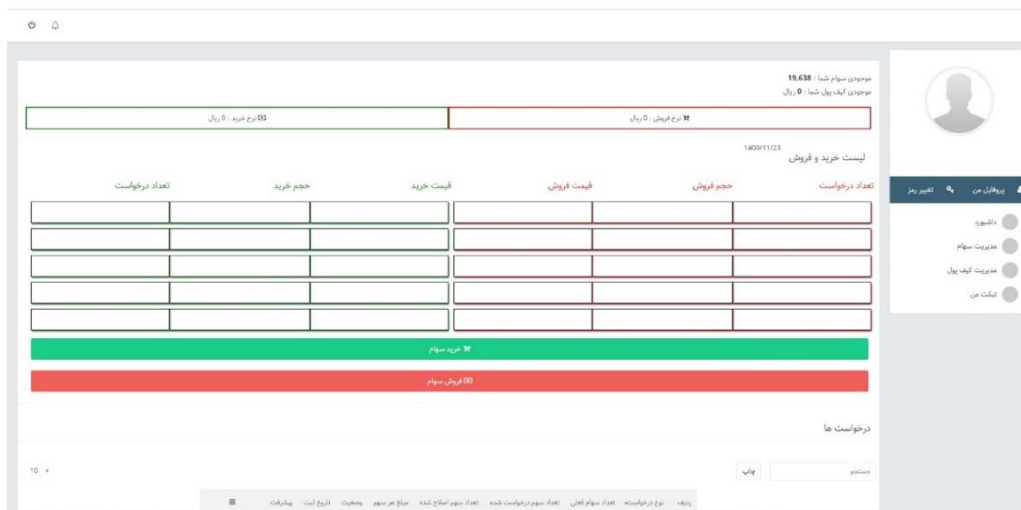 موجودی سهام شما : 19,638
موجودی کیف پول شما : 0 ریال
نرخ فروش : 0 ریال
نرخ خرید : 0 ریال
1400/11/23
لیست خرید و فروش
تعداد درخواست حجم فروش قیمت فروش قیمت خرید حجم خرید تعداد درخواست
خرید سهام
فروش سهام
درخواست ها
جستجو چاپ 10
ردیف نوع درخواست تعداد سهام فعلی تعداد سهم درخواست شده تعداد سهم اصلاح شده مبلغ هر سهم وضعیت تاریخ ثبت پیشرفت
پروفایل من تغییر رمز
داشبورد
مدیریت سهام
مدیریت کیف پول
تیکت من